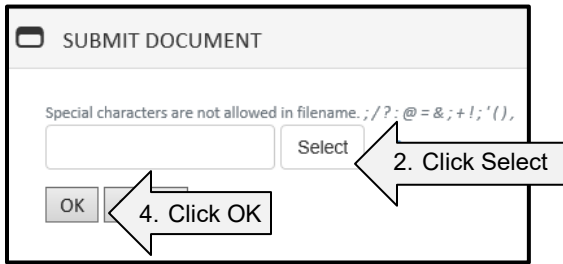 SUBMIT DOCUMENT
Special characters are not allowed in filename. ; / ? : @ = & ; + ! ; ' ( ) ,
Select
2. Click Select
OK
4. Click OK